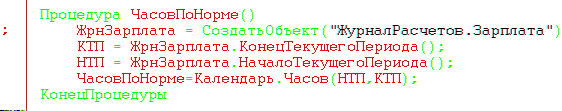 Процедура ЧасовПоНорме()
; ЖрнЗарплата = СоздатьОбъект("ЖурналРасчетов.Зарплата")
КТП = ЖрнЗарплата.КонецТекущегоПериода();
НТП = ЖрнЗарплата.НачалоТекущегоПериода();
ЧасовПоНорме=Календарь.Часов(НТП,КТП);
КонецПроцедуры